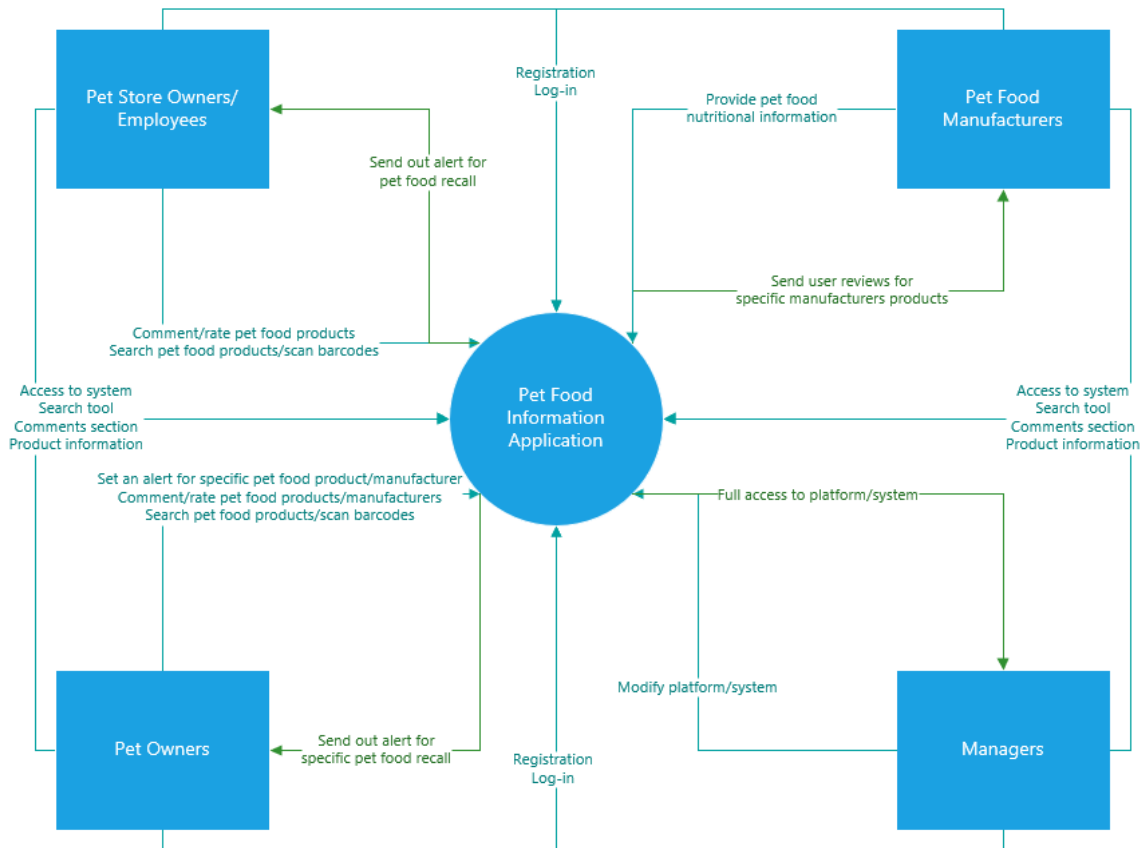 Pet Store Owners/
Employees
Registration
Log-in
Provide pet food
nutritional information
Pet Food
Manufacturers
Send out alert for
pet food recall
Send user reviews for
specific manufacturers products
Comment/rate pet food products
Search pet food products/scan barcodes
Access to system
Search tool
Comments section
Product information
Pet Food
Information
Application
Access to system
Search tool
Comments section
Product information
Set an alert for specific pet food product/manufacturer
Comment/rate pet food products/manufacturers
Search pet food products/scan barcodes
Full access to platform/system
Modify platform/system
Pet Owners
Send out alert for
specific pet food recall
Registration
Log-in
Managers